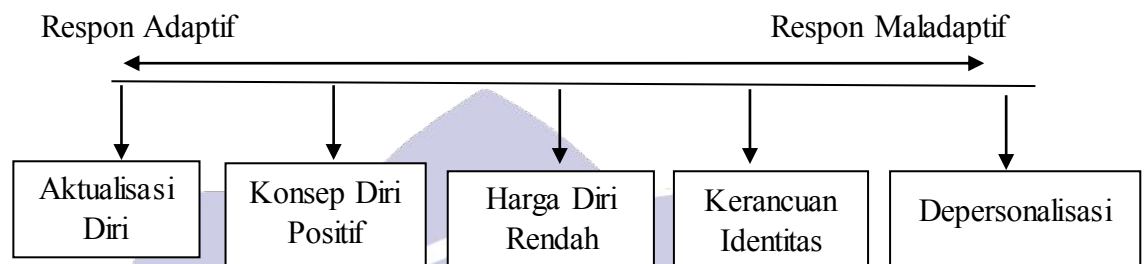 Respon Adaptif
Respon Maladaptif
Aktualisasi
Diri
Konsep Diri
Positif
Harga Diri
Rendah
Kerancuan
Identitas
Depersonalisasi